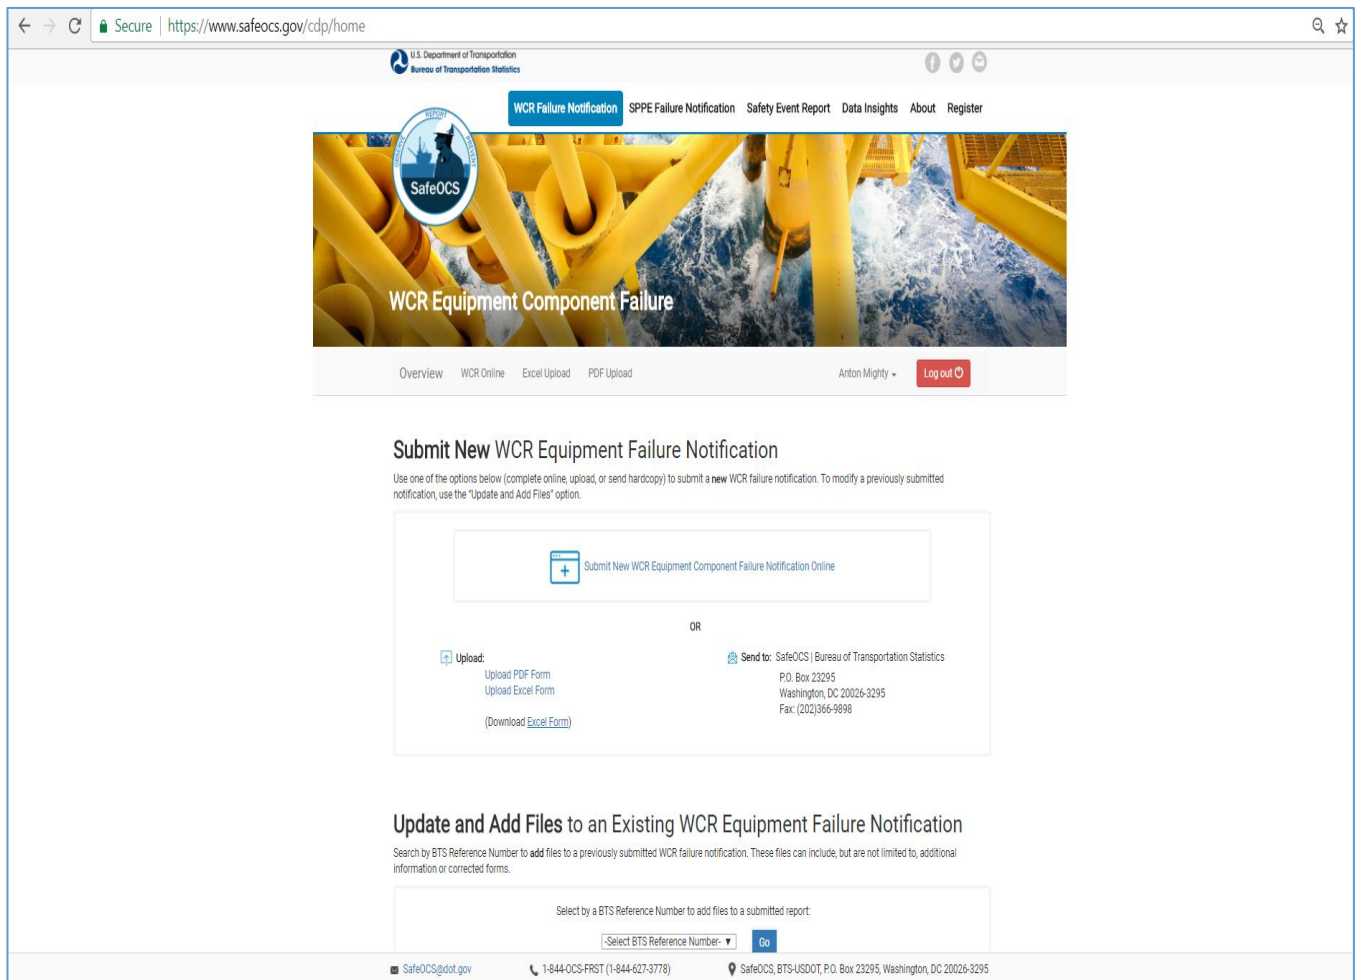 Secure | https://www.safeocs.gov/cdp/home
U.S. Department of Transportation
Bureau of Transportation Statistics
WCR Failure Notification SPPE Failure Notification Safety Event Report Data Insights About Register
OBSERVE REPORT PREVENT
SafeOCS
WCR Equipment Component Failure
Overview WCR Online Excel Upload PDF Upload Anton Mighty Log out
Submit New WCR Equipment Failure Notification
Use one of the options below (complete online, upload, or send hardcopy) to submit a new WCR failure notification. To modify a previously submitted
notification, use the "Update and Add Files" option.
Submit New WCR Equipment Component Failure Notification Online
OR
Upload:
Upload PDF Form
Upload Excel Form
(Download Excel Form)
Send to: SafeOCS | Bureau of Transportation Statistics
P.O. Box 23295
Washington, DC 20026-3295
Fax: (202)366-9898
Update and Add Files to an Existing WCR Equipment Failure Notification
Search by BTS Reference Number to add files to a previously submitted WCR failure notification. These files can include, but are not limited to, additional
information or corrected forms.
Select by a BTS Reference Number to add files to a submitted report:
-Select BTS Reference Number- Go
SafeOCS@dot.gov 1-844-OCS-FRST (1-844-627-3778) SafeOCS, BTS-USDOT, P.O. Box 23295, Washington, DC 20026-3295